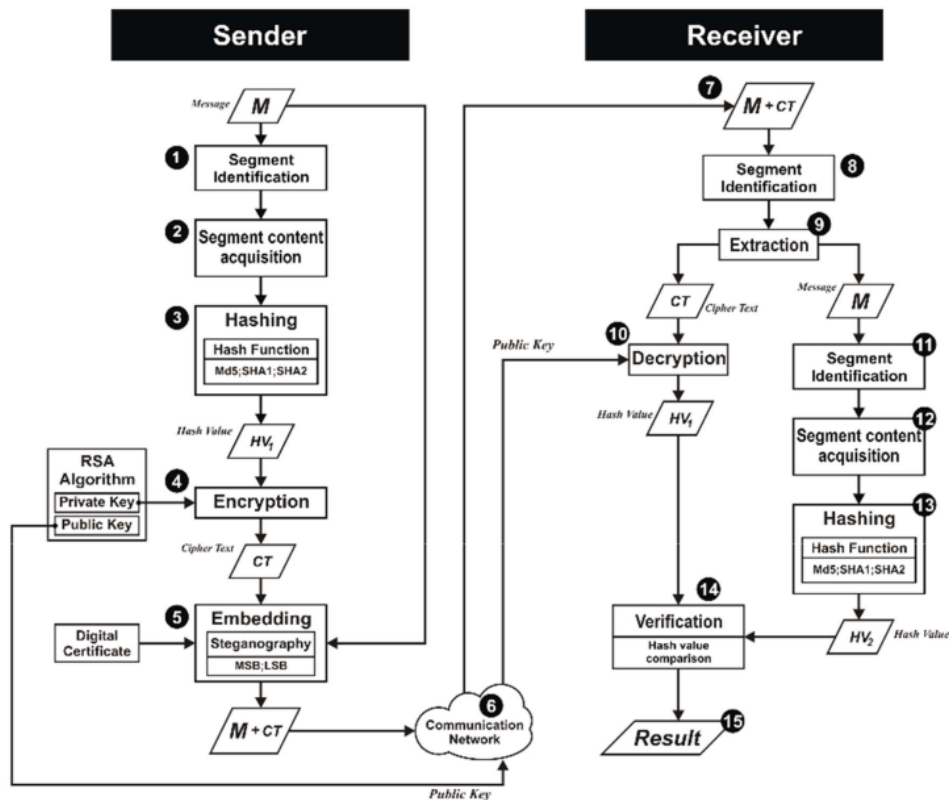 Sender
Message
M
1
Segment
Identification
2
Segment content
acquisition
3
Hashing
Hash Function
Md5;SHA1;SHA2
Hash Value
HV1
RSA
Algorithm
Private Key
Public Key
4
Encryption
Cipher Text
CT
5
Embedding
Steganography
MSB;LSB
Digital
Certificate
M + CT
6
Communication
Network
Public Key
Receiver
7
M + CT
8
Segment
Identification
9
Extraction
CT
Cipher Text
Message
M
Public Key
10
Decryption
Hash Value
HV1
11
Segment
Identification
12
Segment content
acquisition
13
Hashing
Hash Function
Md5;SHA1;SHA2
14
Verification
Hash value
comparison
HV2
Hash Value
15
Result